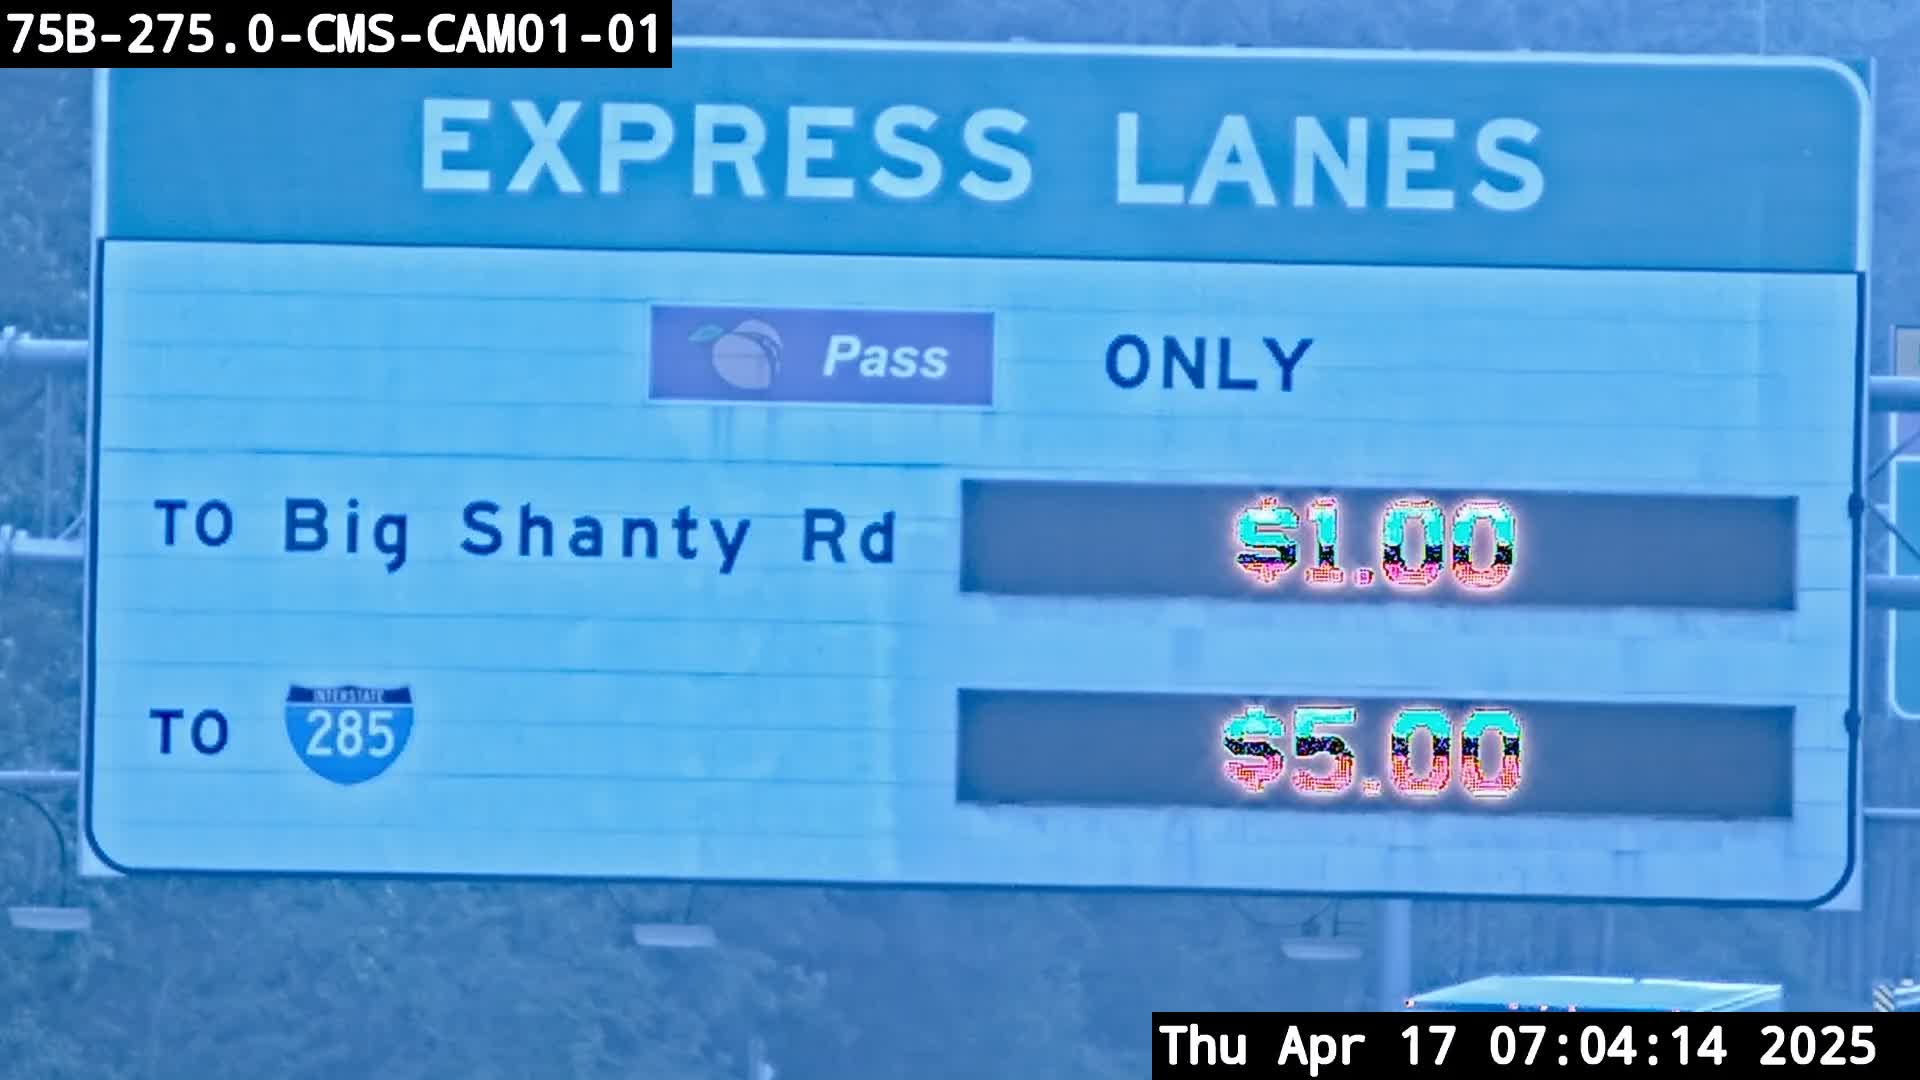 75B-275.0-CMS-CAM01-01
EXPRESS LANES
Pass ONLY
TO Big Shanty Rd $1.00
TO INTERSTATE 285 $5.00
Thu Apr 17 07:04:14 2025